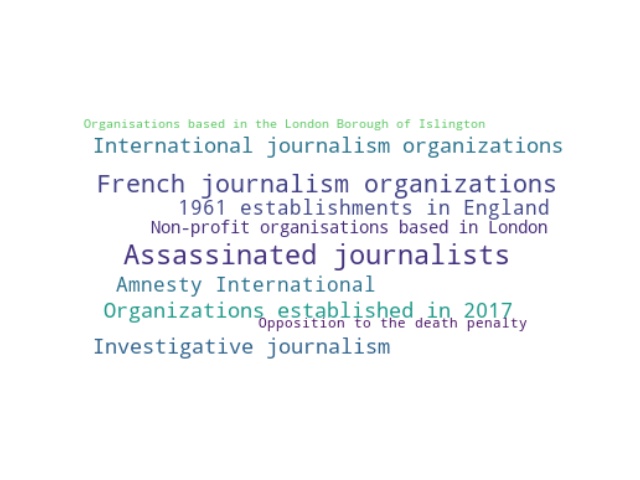 Organisations based in the London Borough of Islington
International journalism organizations
French journalism organizations
1961 establishments in England
Non-profit organisations based in London
Assassinated journalists
Amnesty International
Organizations established in 2017
Opposition to the death penalty
Investigative journalism